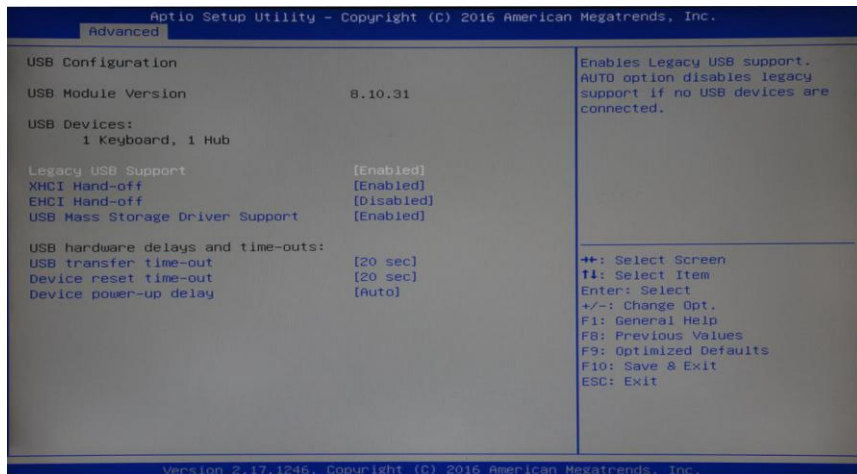 Aptio Setup Utility – Copyright (C) 2016 American Megatrends, Inc.
Advanced
USB Configuration
USB Module Version 8.10.31
USB Devices:
1 Keyboard, 1 Hub
Legacy USB Support [Enabled]
XHCI Hand-off [Enabled]
EHCI Hand-off [Disabled]
USB Mass Storage Driver Support [Enabled]
USB hardware delays and time-outs:
USB transfer time-out [20 sec]
Device reset time-out [20 sec]
Device power-up delay [Auto]
Enables Legacy USB support.
AUTO option disables legacy
support if no USB devices are
connected.
→←: Select Screen
↑↓: Select Item
Enter: Select
+/-: Change Opt.
F1: General Help
F8: Previous Values
F9: Optimized Defaults
F10: Save & Exit
ESC: Exit
Version 2.17.1246. Copyright (C) 2016 American Megatrends, Inc.